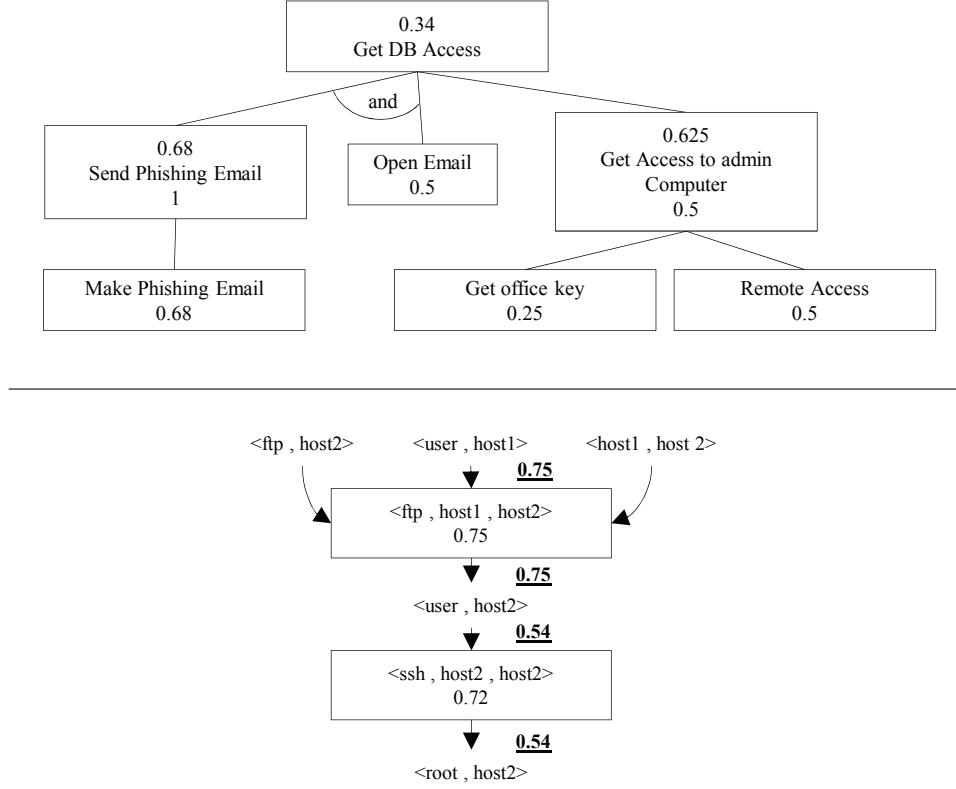 0.34
Get DB Access
and
0.68
Send Phishing Email
1
Open Email
0.5
0.625
Get Access to admin
Computer
0.5
Make Phishing Email
0.68
Get office key
0.25
Remote Access
0.5
<ftp , host2>
<user , host1>
<host1 , host 2>
0.75
<ftp , host1 , host2>
0.75
0.75
<user , host2>
0.54
<ssh , host2 , host2>
0.72
0.54
<root , host2>